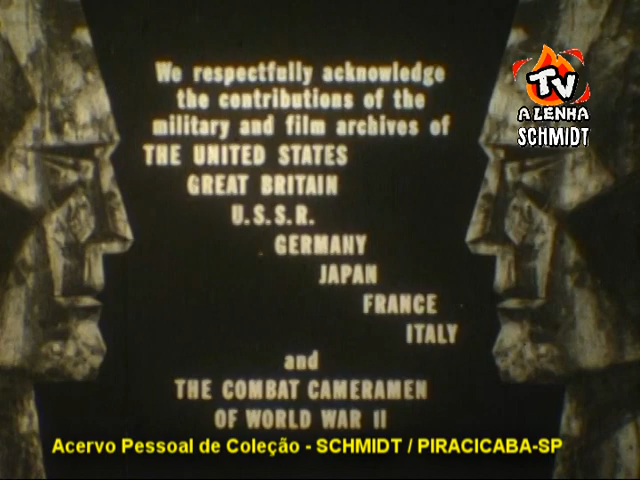 We respectfully acknowledge
the contributions of the
military and film archives of
THE UNITED STATES
GREAT BRITAIN
U.S.S.R.
GERMANY
JAPAN
FRANCE
ITALY
and
THE COMBAT CAMERAMEN
OF WORLD WAR II
TV
A LENHA
SCHMIDT
Acervo Pessoal de Coleção - SCHMIDT / PIRACICABA-SP